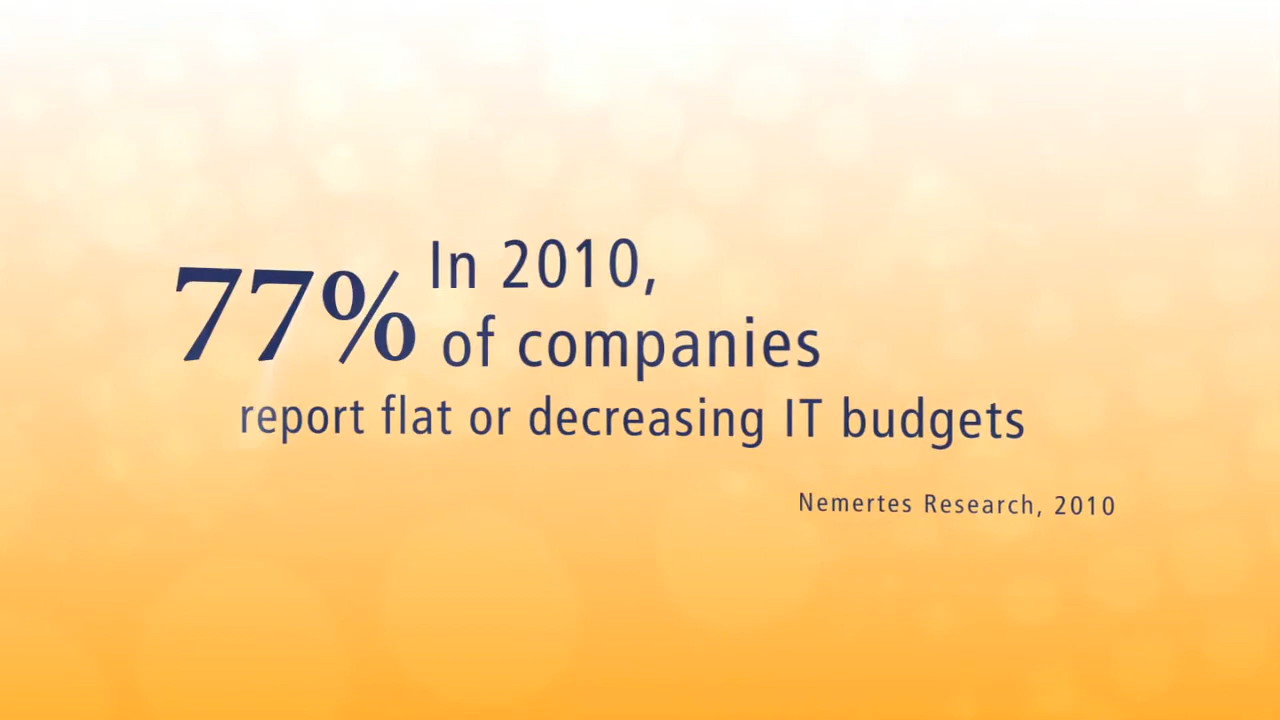 In 2010,
77% of companies
report flat or decreasing IT budgets
Nemertes Research, 2010